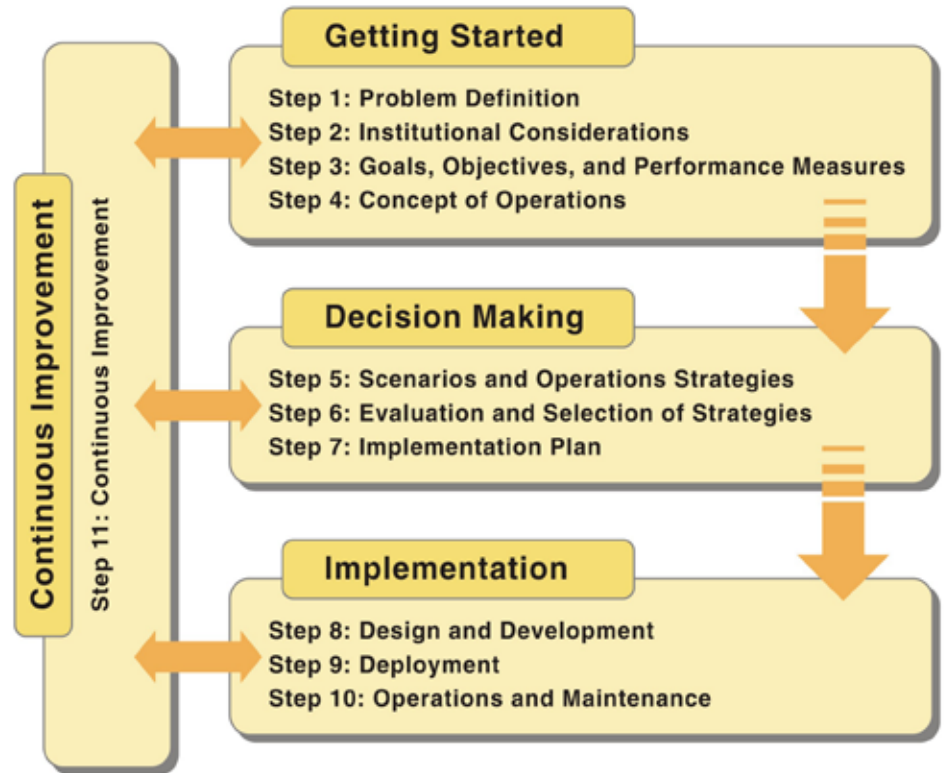 Getting Started
Step 1: Problem Definition
Step 2: Institutional Considerations
Step 3: Goals, Objectives, and Performance Measures
Step 4: Concept of Operations
Continuous Improvement
Step 11: Continuous Improvement
Decision Making
Step 5: Scenarios and Operations Strategies
Step 6: Evaluation and Selection of Strategies
Step 7: Implementation Plan
Implementation
Step 8: Design and Development
Step 9: Deployment
Step 10: Operations and Maintenance